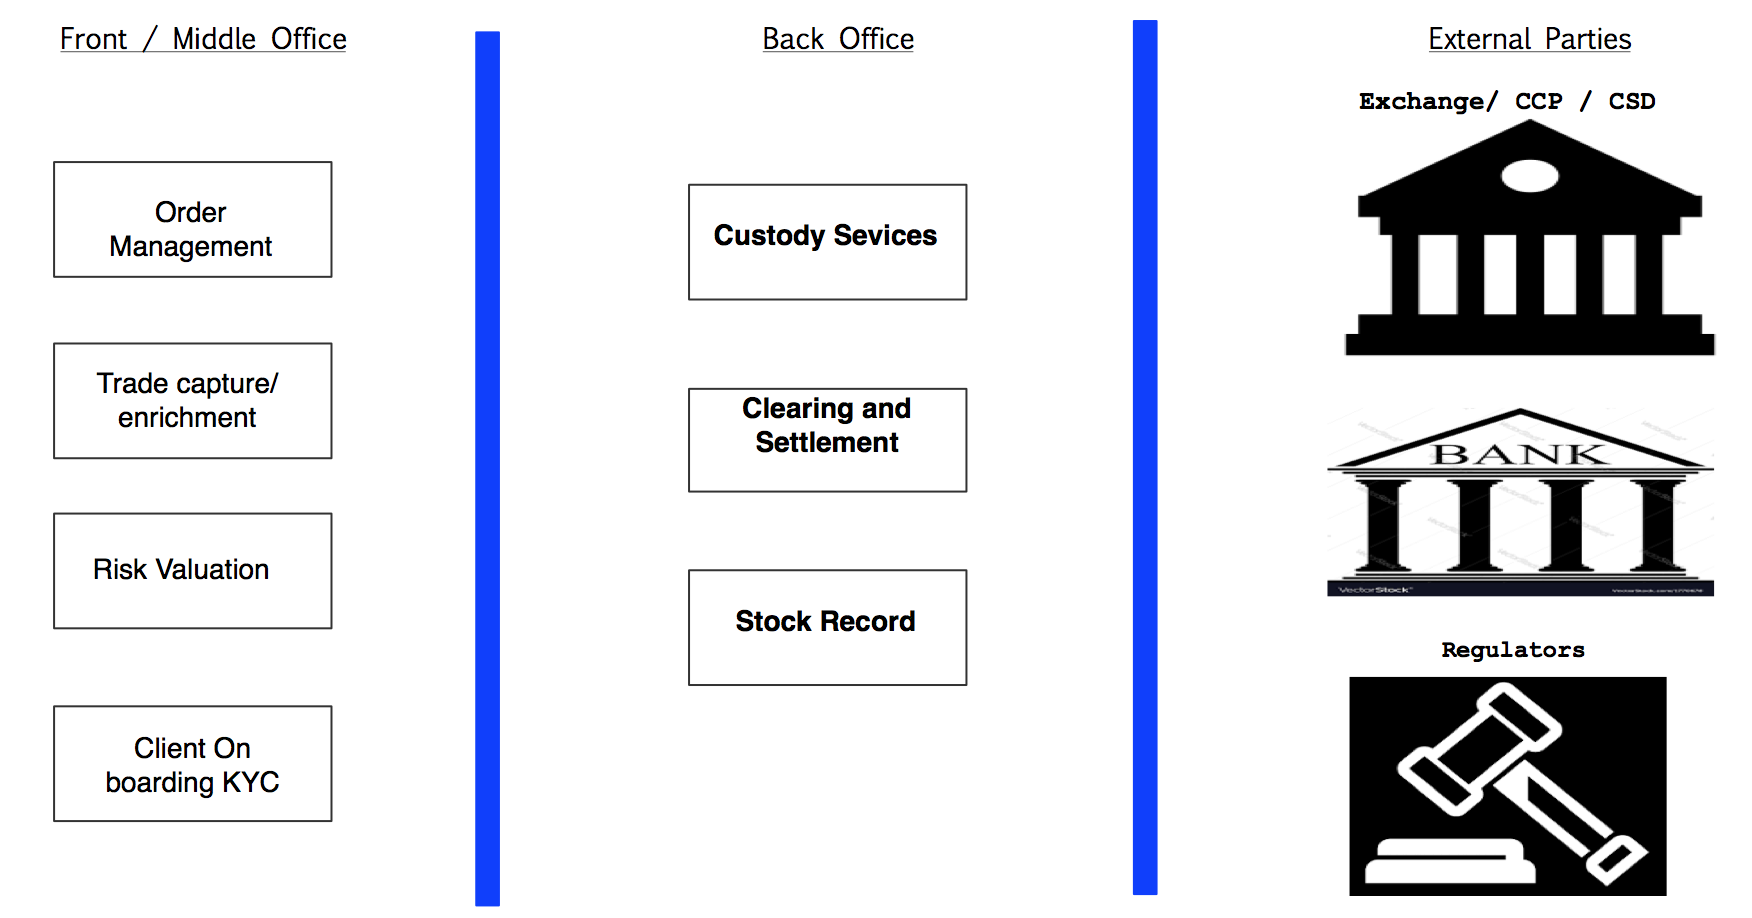 Front / Middle Office
Back Office
External Parties
Exchange/ CCP / CSD
Order
Management
Custody Sevices
Trade capture/
enrichment
Clearing and
Settlement
BANK
Risk Valuation
VectorStock
Stock Record
Regulators
Client On
boarding KYC